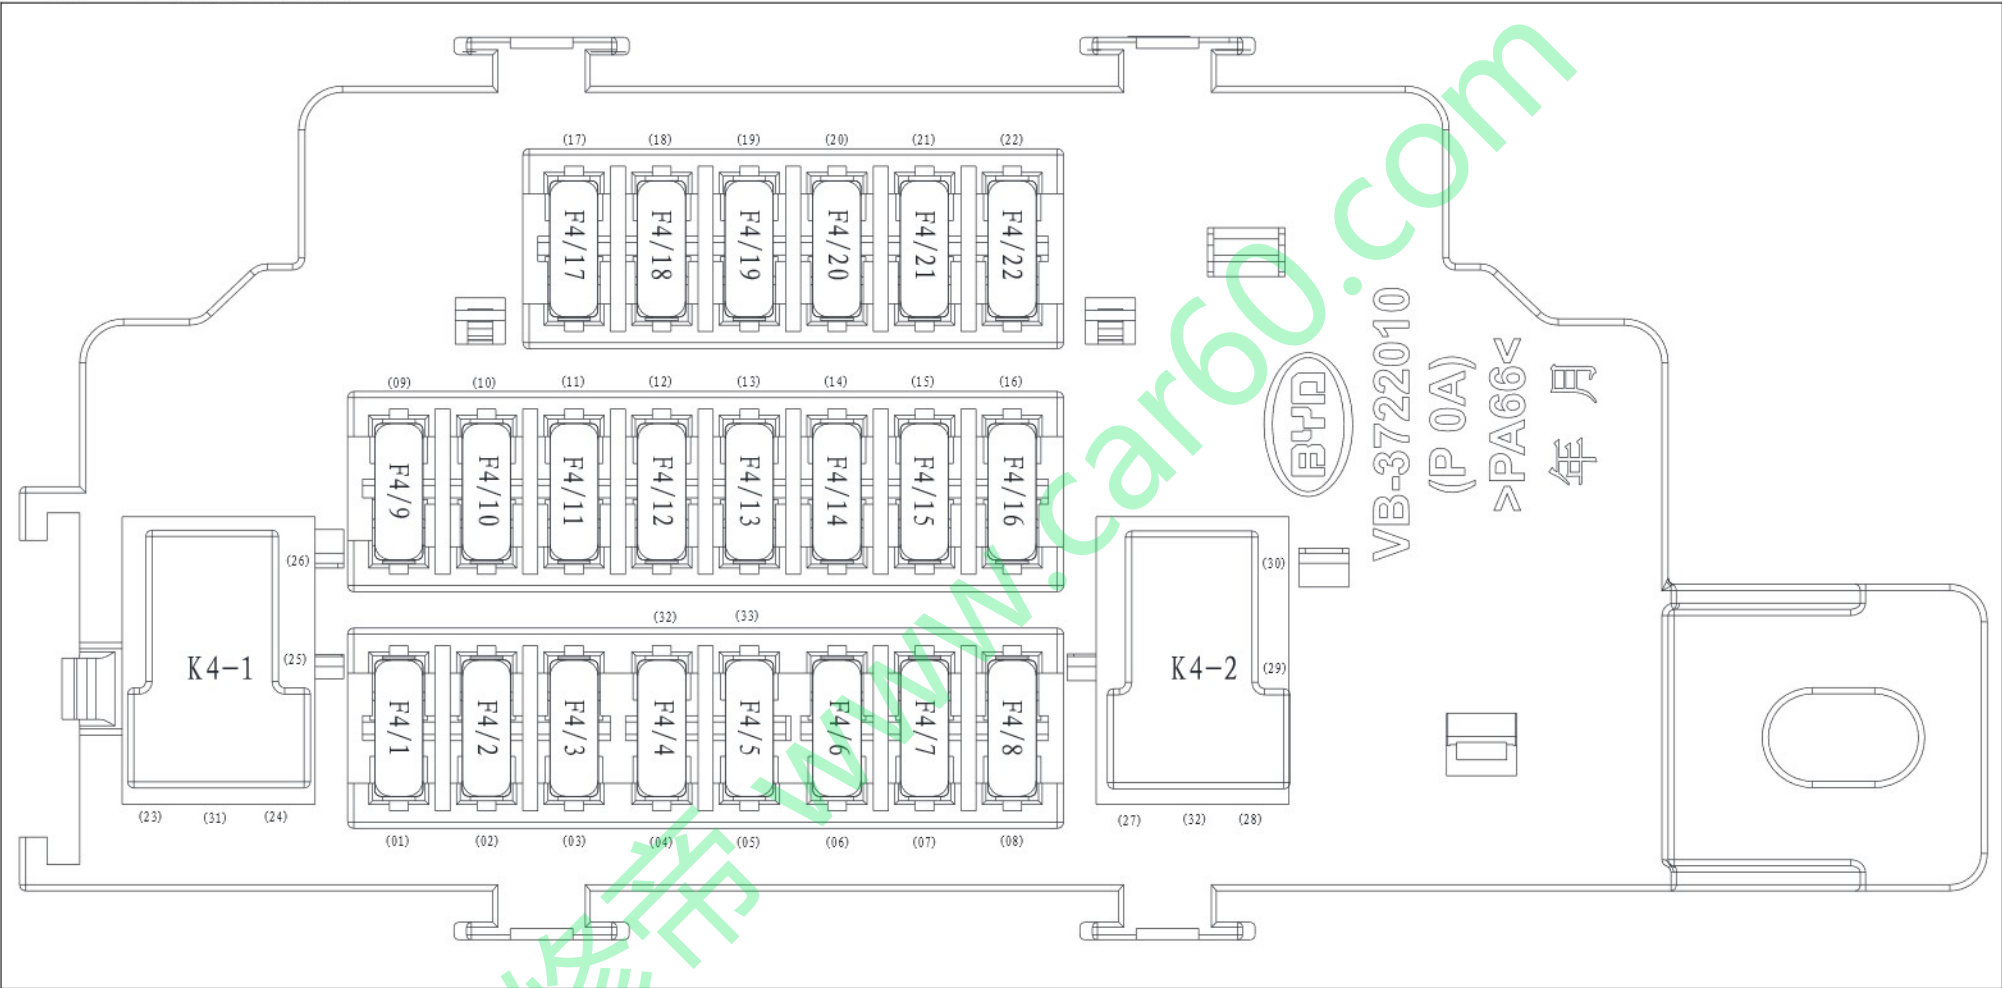 (17) (18) (19) (20) (21) (22)
F4/17 F4/18 F4/19 F4/20 F4/21 F4/22
(09) (10) (11) (12) (13) (14) (15) (16)
F4/9 F4/10 F4/11 F4/12 F4/13 F4/14 F4/15 F4/16
(32) (33)
F4/1 F4/2 F4/3 F4/4 F4/5 F4/6 F4/7 F4/8
(01) (02) (03) (04) (05) (06) (07) (08)
(26)
(25)
K4-1
(23) (31) (24)
(30)
(29)
K4-2
(27) (32) (28)
BYD
VB-3722010
(P 0A)
>PA66<
年 月
修帝 www.car60.com